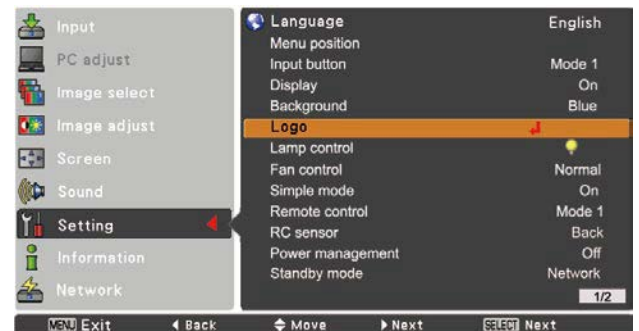 Input
PC adjust
Image select
Image adjust
Screen
Sound
Setting
Information
Network
Language English
Menu position
Input button Mode 1
Display On
Background Blue
Logo
Lamp control
Fan control Normal
Simple mode On
Remote control Mode 1
RC sensor Back
Power management Off
Standby mode Network
1/2
MENU Exit Back Move Next SELECT Next